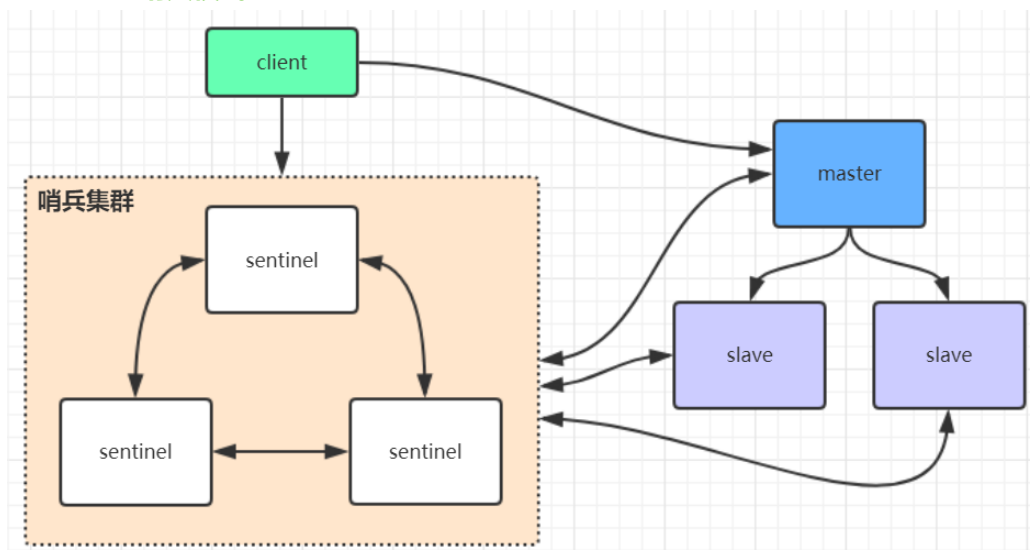 client
master
哨兵集群
sentinel
slave
slave
sentinel
sentinel